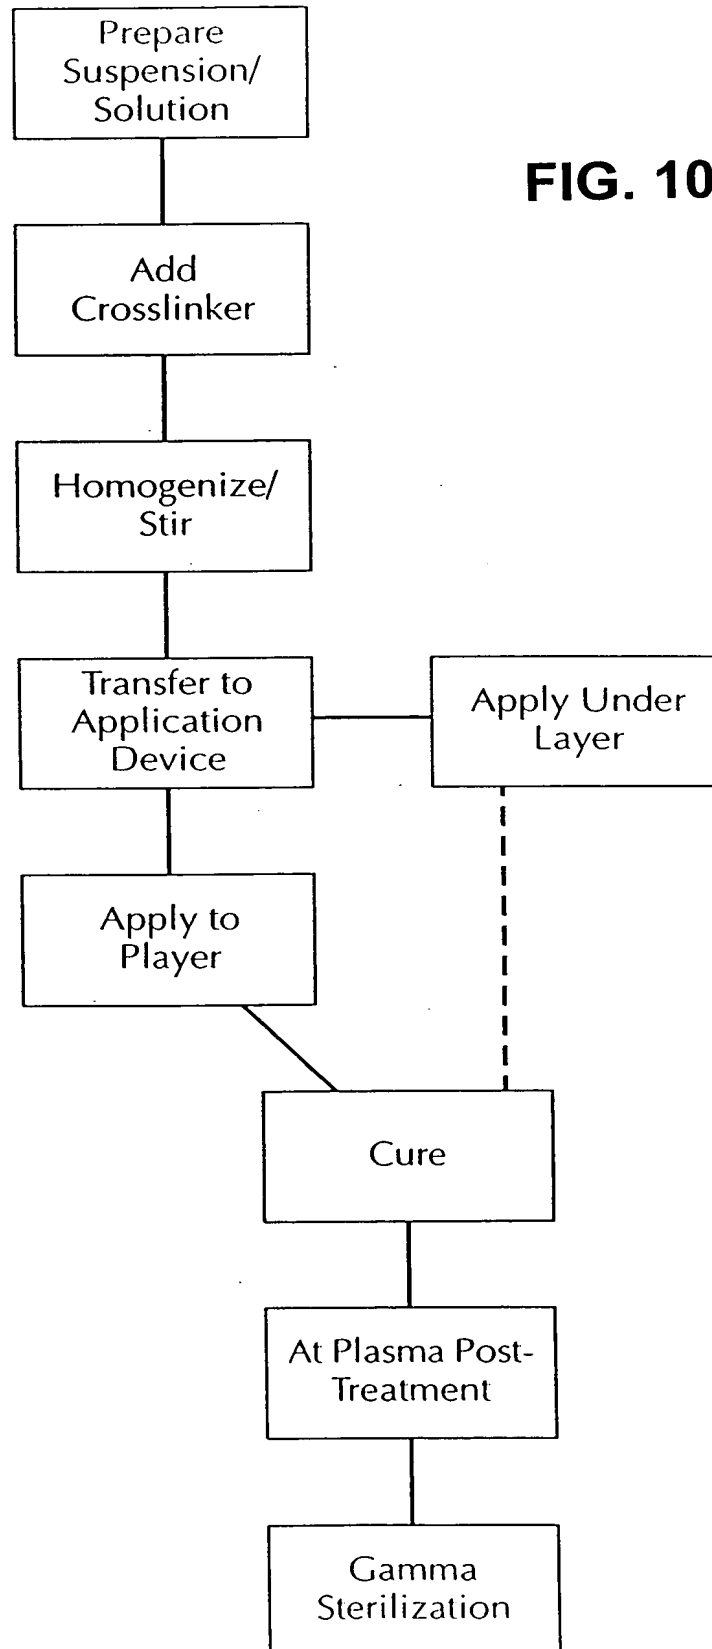 Prepare
Suspension/
Solution
FIG. 10
Add
Crosslinker
Homogenize/
Stir
Transfer to
Application
Device
Apply Under
Layer
Apply to
Player
Cure
At Plasma Post-
Treatment
Gamma
Sterilization